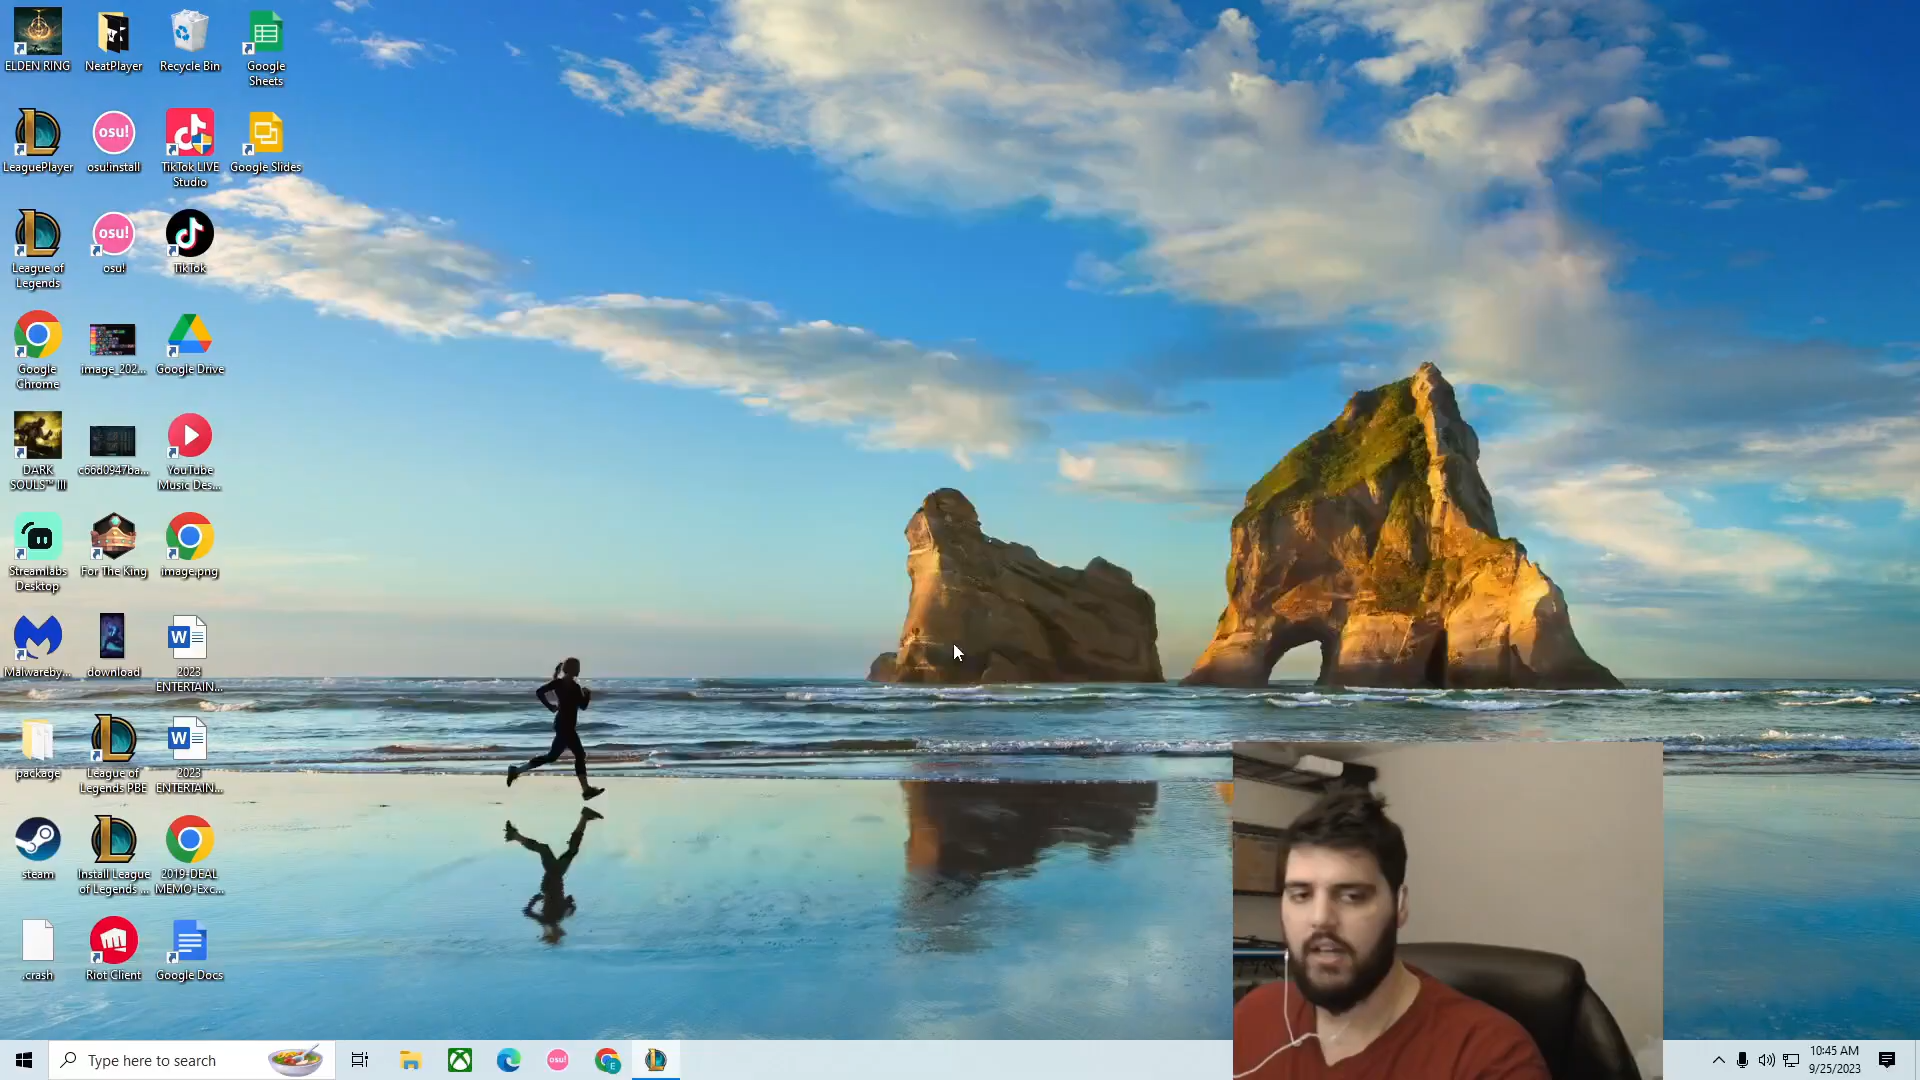 ELDEN RING
NeatPlayer
Recycle Bin
Google
Sheets
LeaguePlayer
osu!
osu!install
TikTok LIVE
Studio
Google Slides
League of
Legends
osu!
osu!
TikTok
Google
Chrome
image_202...
Google Drive
DARK
SOULS™ III
c66d0947ba...
YouTube
Music Des...
Streamlabs
Desktop
For The King
image.png
Malwareby...
download
W
2023
ENTERTAIN...
package
League of
Legends PBE
W
2023
ENTERTAIN...
steam
Install League
of Legends ...
2019-DEAL
MEMO-Exc...
.crash
Riot Client
Google Docs
Type here to search
osu!
E
10:45 AM
9/25/2023